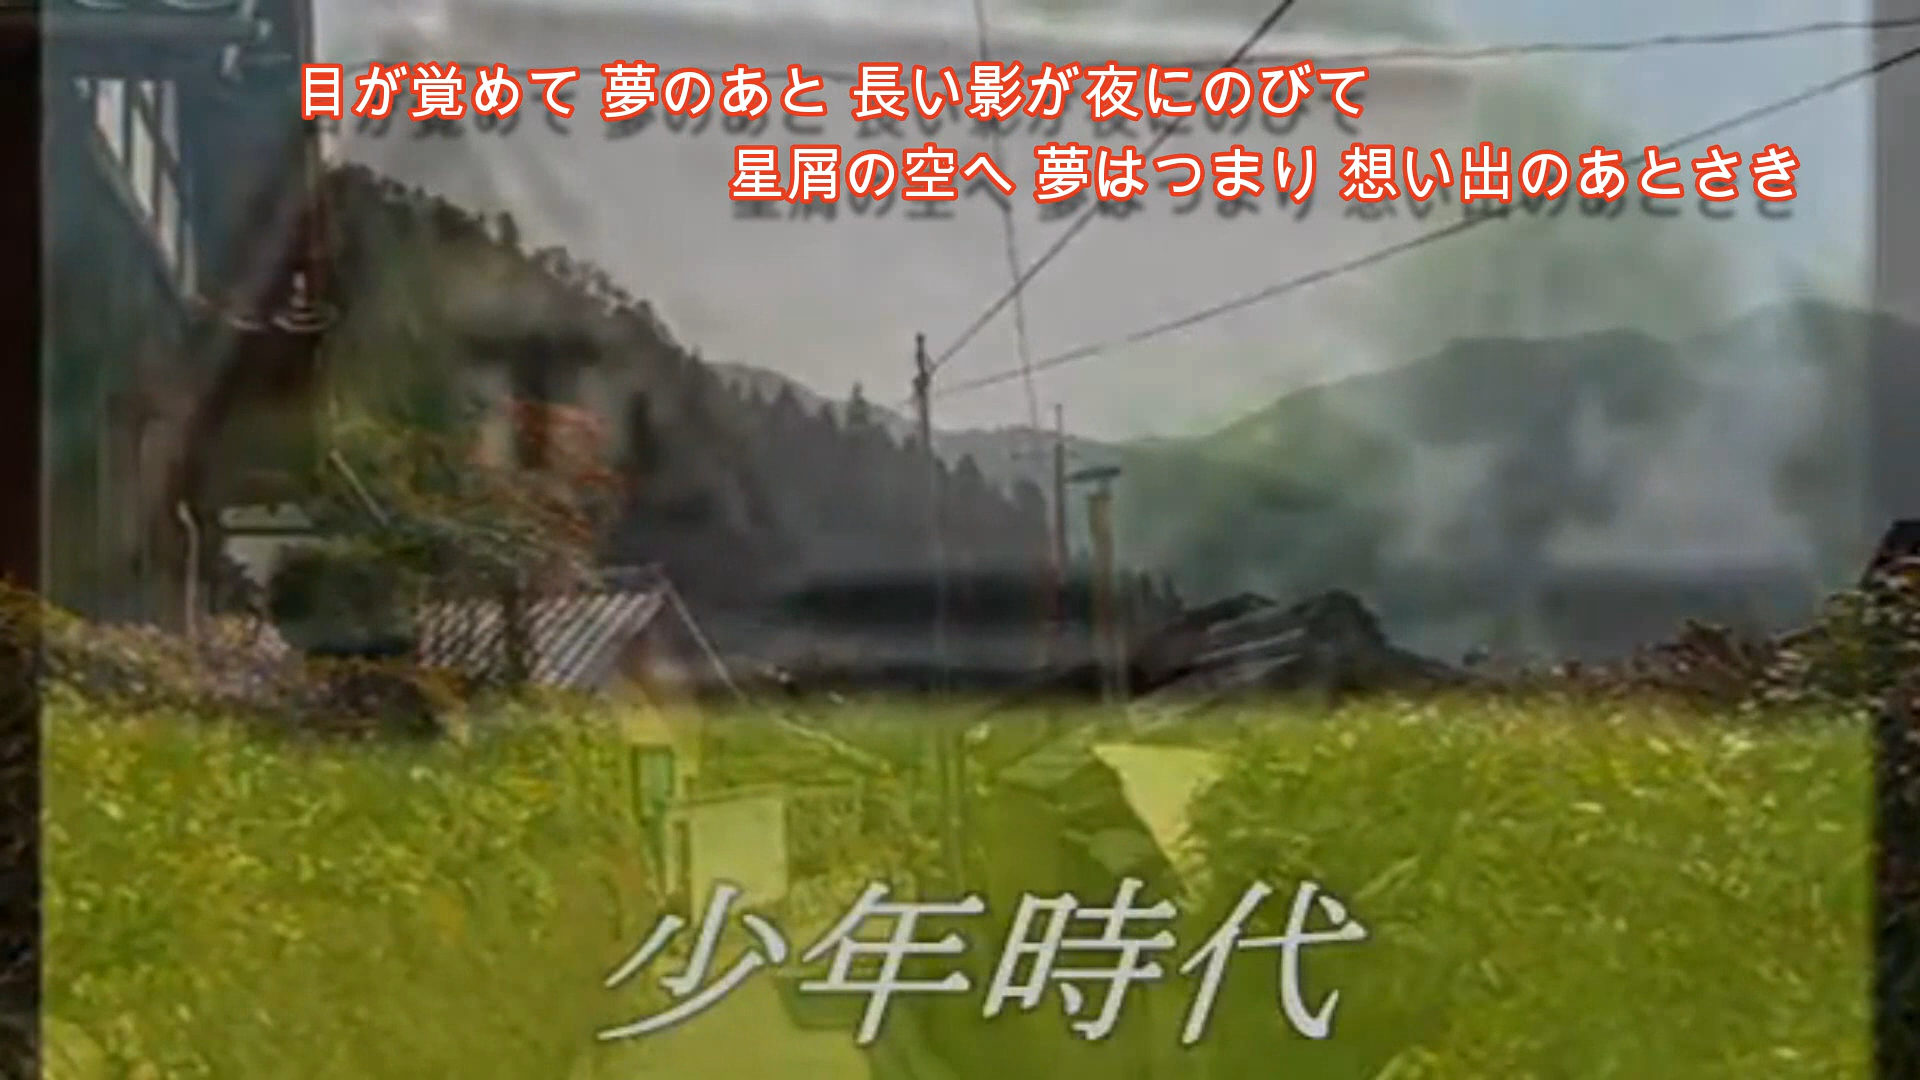 日が覚めて 夢のあと 長い影が夜にのびて
星屑の空へ 夢はつまり 想い出のあとさき
少年時代